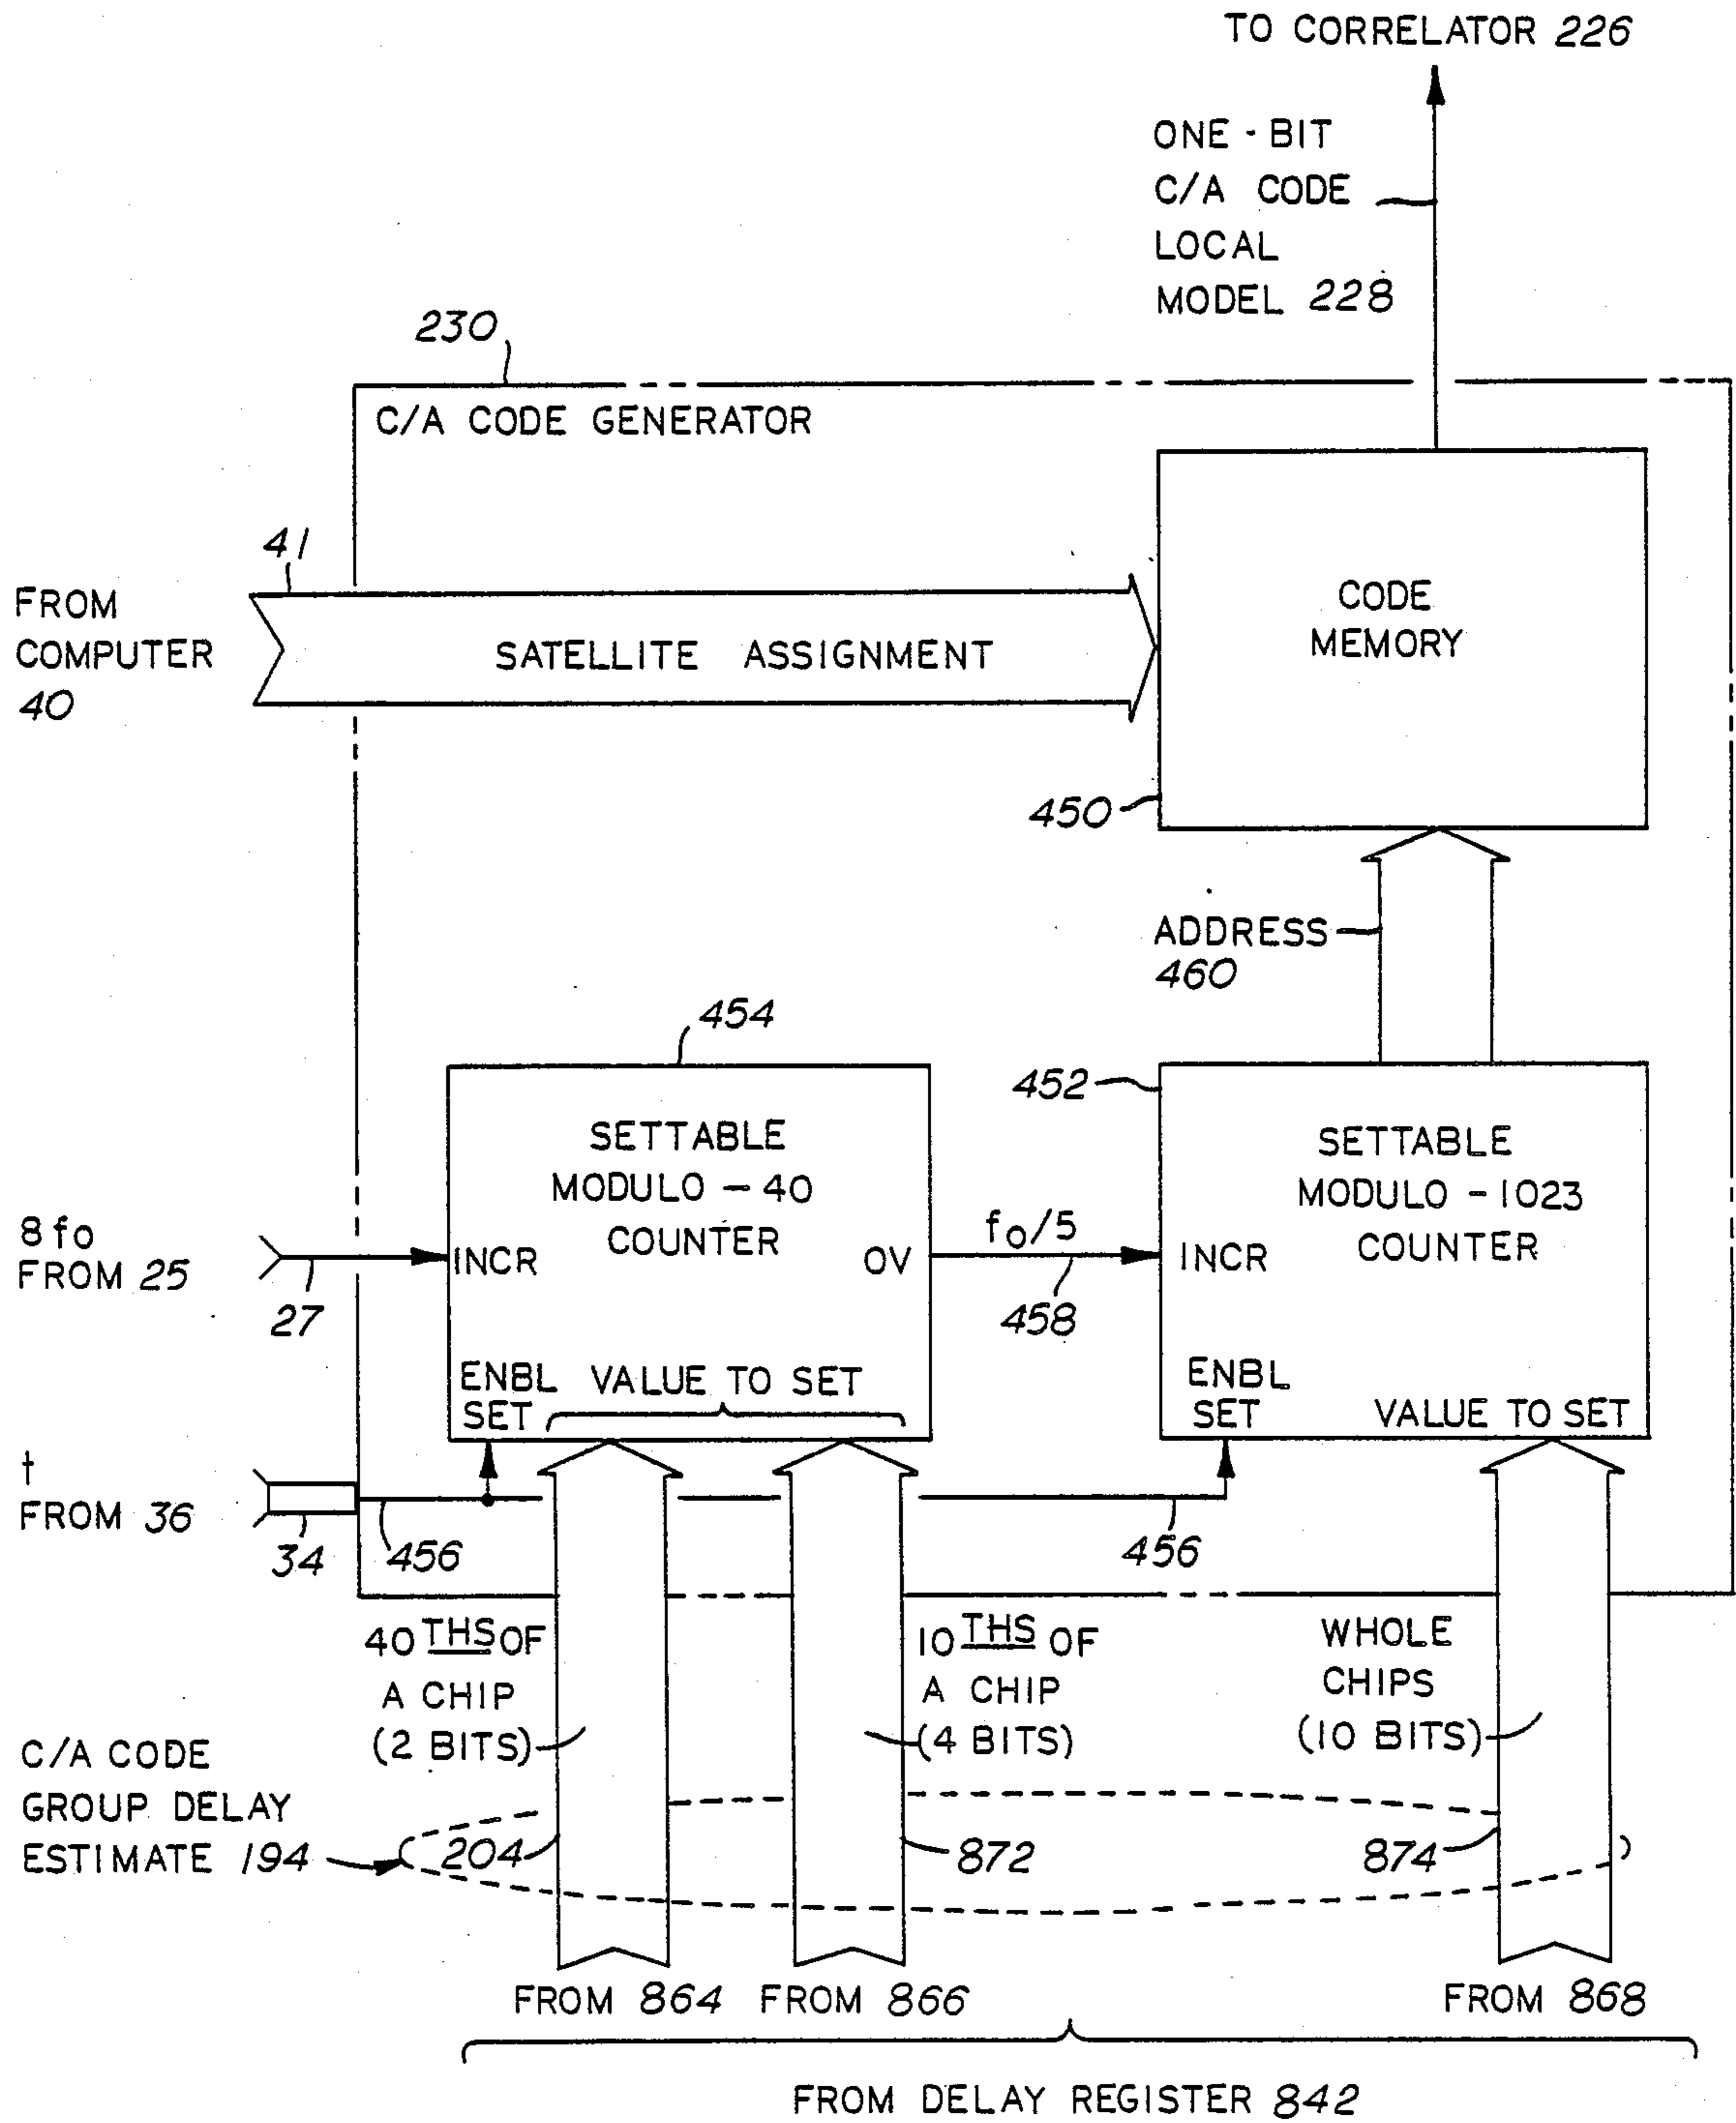 TO CORRELATOR 226
ONE - BIT
C/A CODE
LOCAL
MODEL 228
230
C/A CODE GENERATOR
41
FROM
COMPUTER
40
SATELLITE ASSIGNMENT
CODE
MEMORY
450
ADDRESS
460
454
452
SETTABLE
MODULO - 40
COUNTER
SETTABLE
MODULO - 1023
COUNTER
8 fo
FROM 25
27
INCR
OV
fo/5
458
INCR
ENBL
SET
VALUE TO SET
ENBL
SET
VALUE TO SET
t
FROM 36
34
456
456
40 THS OF
A CHIP
(2 BITS)
10 THS OF
A CHIP
(4 BITS)
WHOLE
CHIPS
(10 BITS)
C/A CODE
GROUP DELAY
ESTIMATE 194
204
872
874
FROM 864
FROM 866
FROM 868
FROM DELAY REGISTER 842